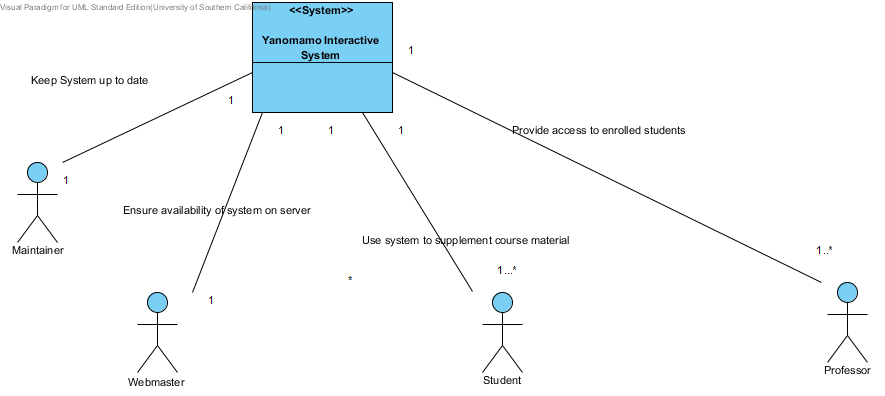 Visual Paradigm for UML Standard Edition(University of Southern California)
<<System>>
Yanomamo Interactive
System
1
Keep System up to date
1
1
1
1
Provide access to enrolled students
1
Maintainer
Ensure availability of system on server
Use system to supplement course material
1..*
1...*
*
1
Webmaster
Student
Professor